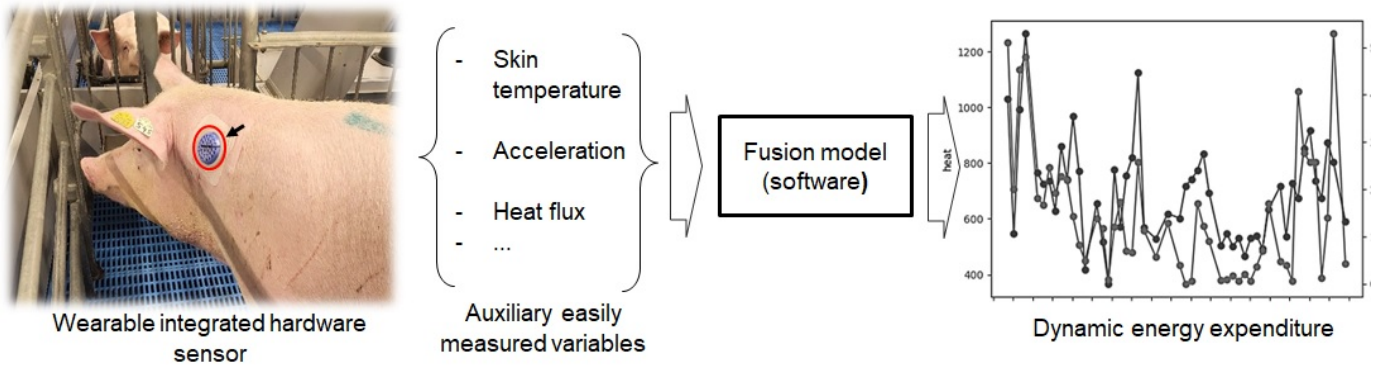 Wearable integrated hardware
sensor
- Skin
temperature
- Acceleration
- Heat flux
- ...
Auxiliary easily
measured variables
Fusion model
(software)
heat
1200
1000
800
600
400
Dynamic energy expenditure